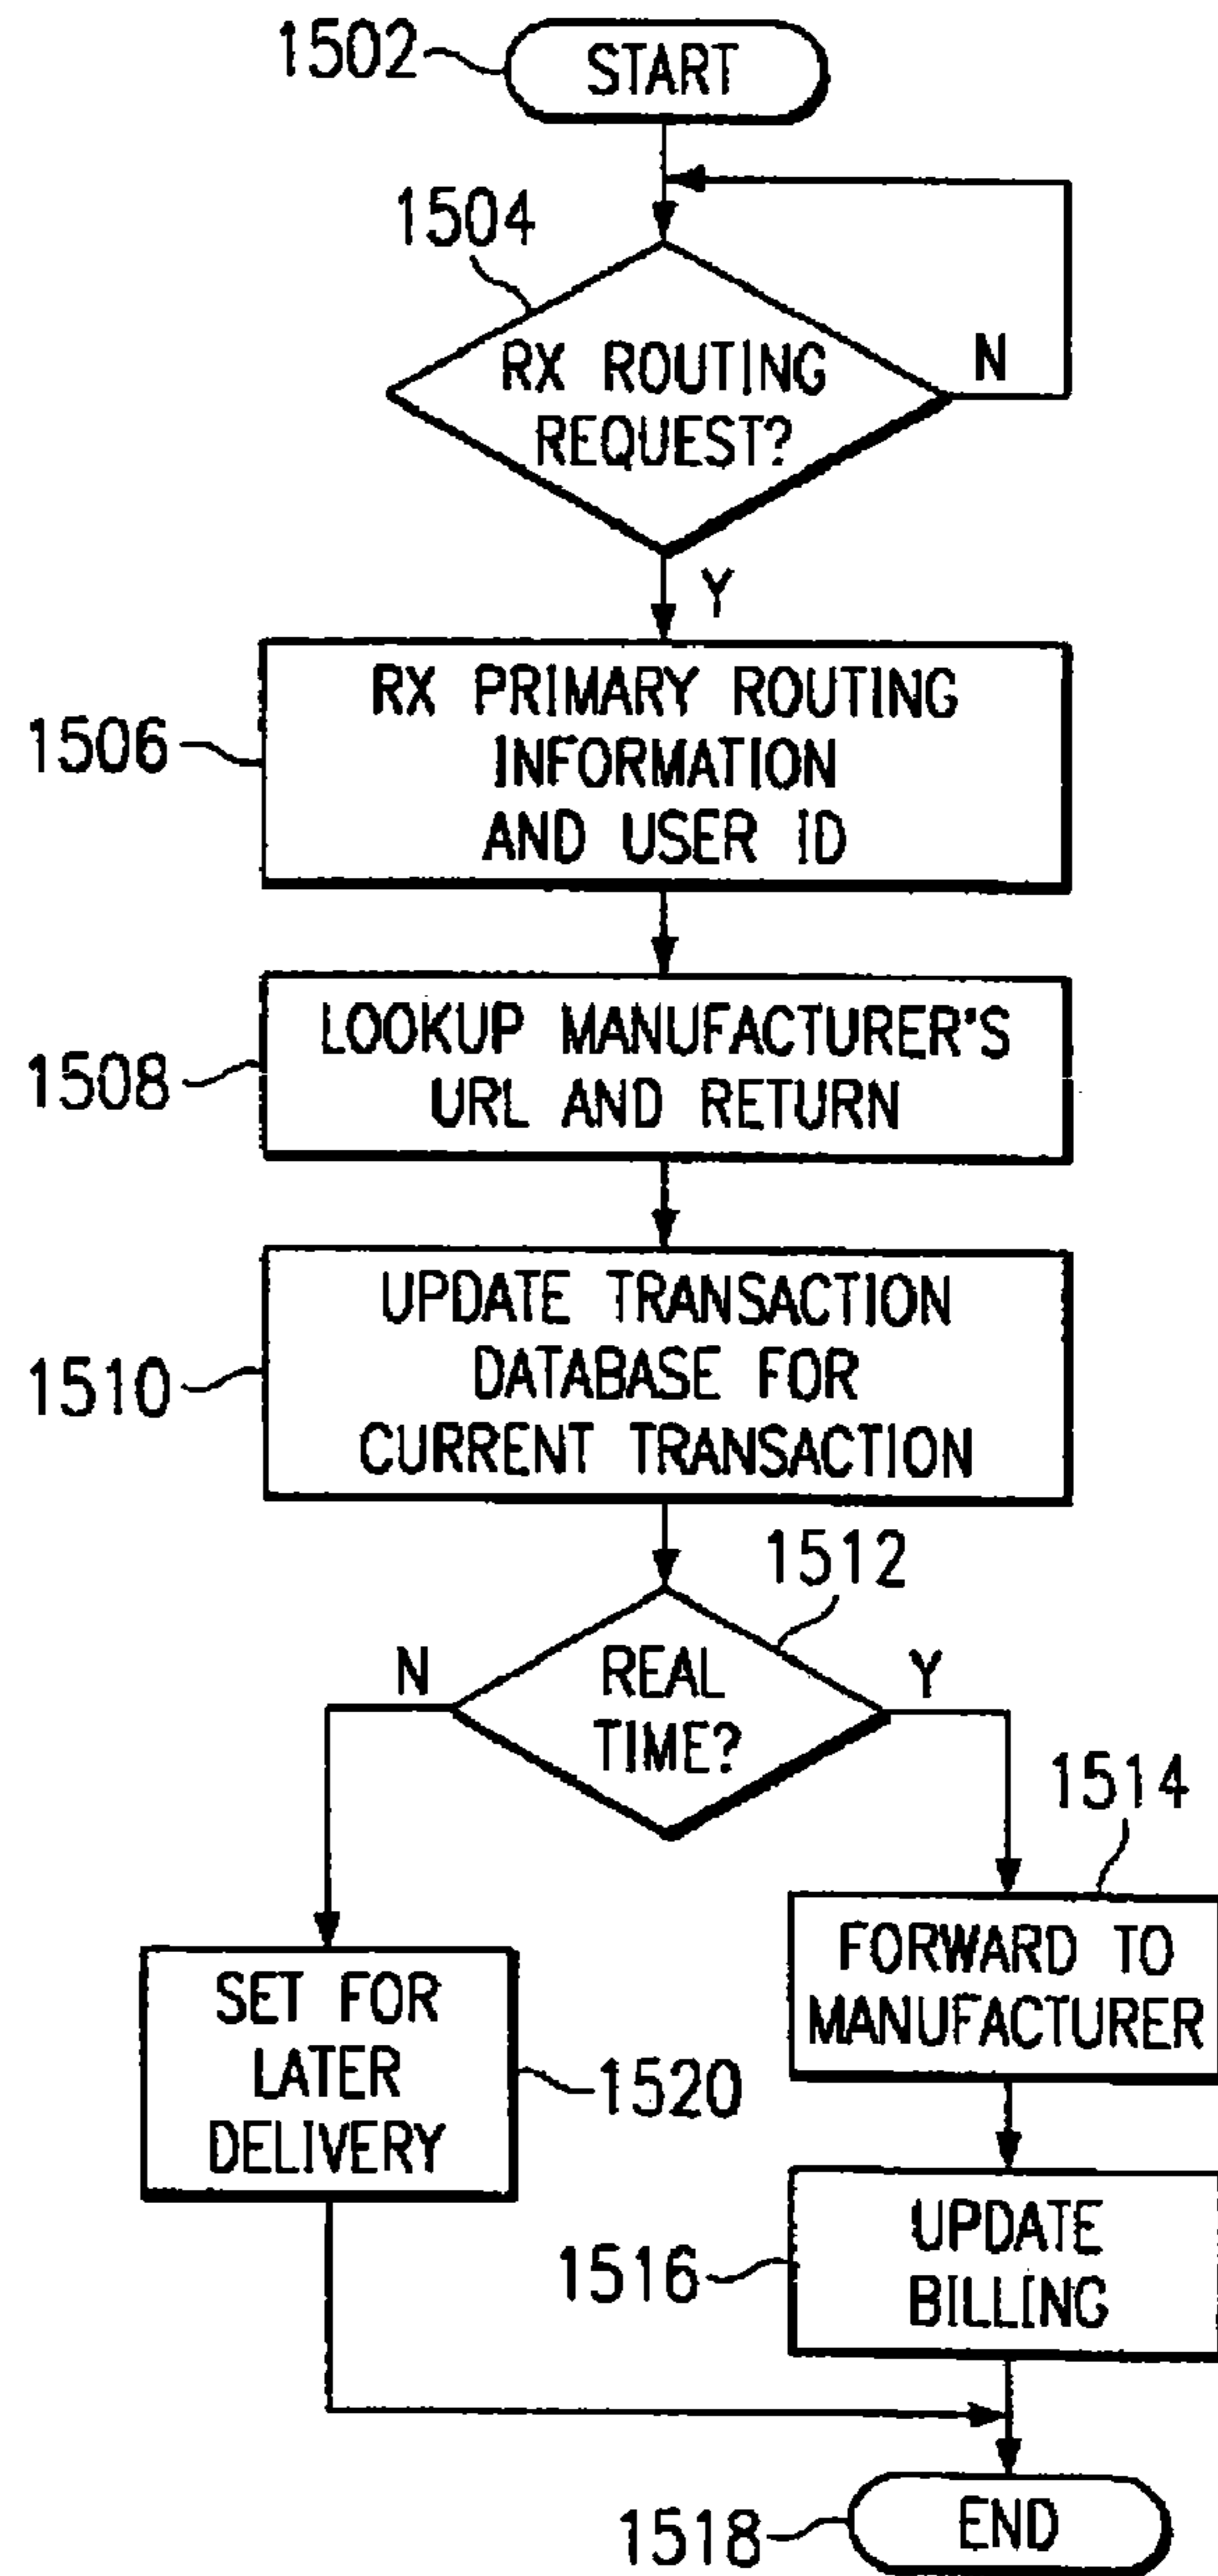 1502
START
1504
RX ROUTING
REQUEST?
N
Y
1506
RX PRIMARY ROUTING
INFORMATION
AND USER ID
1508
LOOKUP MANUFACTURER'S
URL AND RETURN
1510
UPDATE TRANSACTION
DATABASE FOR
CURRENT TRANSACTION
1512
N
REAL
TIME?
Y
1514
FORWARD TO
MANUFACTURER
SET FOR
LATER
DELIVERY
1520
1516
UPDATE
BILLING
1518
END